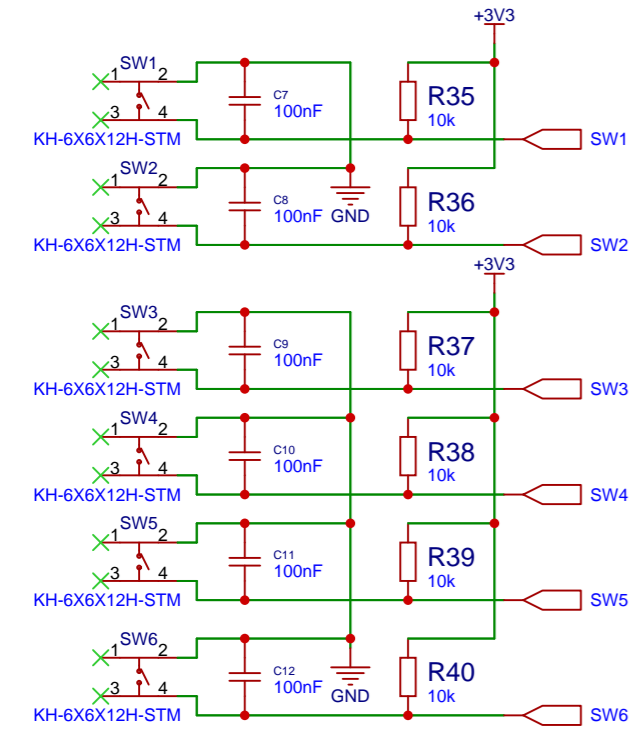 +3V3
SW1
1 2
C7
100nF
R35
10k
3 4
KH-6X6X12H-STM
SW1
SW2
1 2
C8
100nF
GND
R36
10k
3 4
KH-6X6X12H-STM
SW2
+3V3
SW3
1 2
C9
100nF
R37
10k
3 4
KH-6X6X12H-STM
SW3
SW4
1 2
C10
100nF
R38
10k
3 4
KH-6X6X12H-STM
SW4
SW5
1 2
C11
100nF
R39
10k
3 4
KH-6X6X12H-STM
SW5
SW6
1 2
C12
100nF
GND
R40
10k
3 4
KH-6X6X12H-STM
SW6